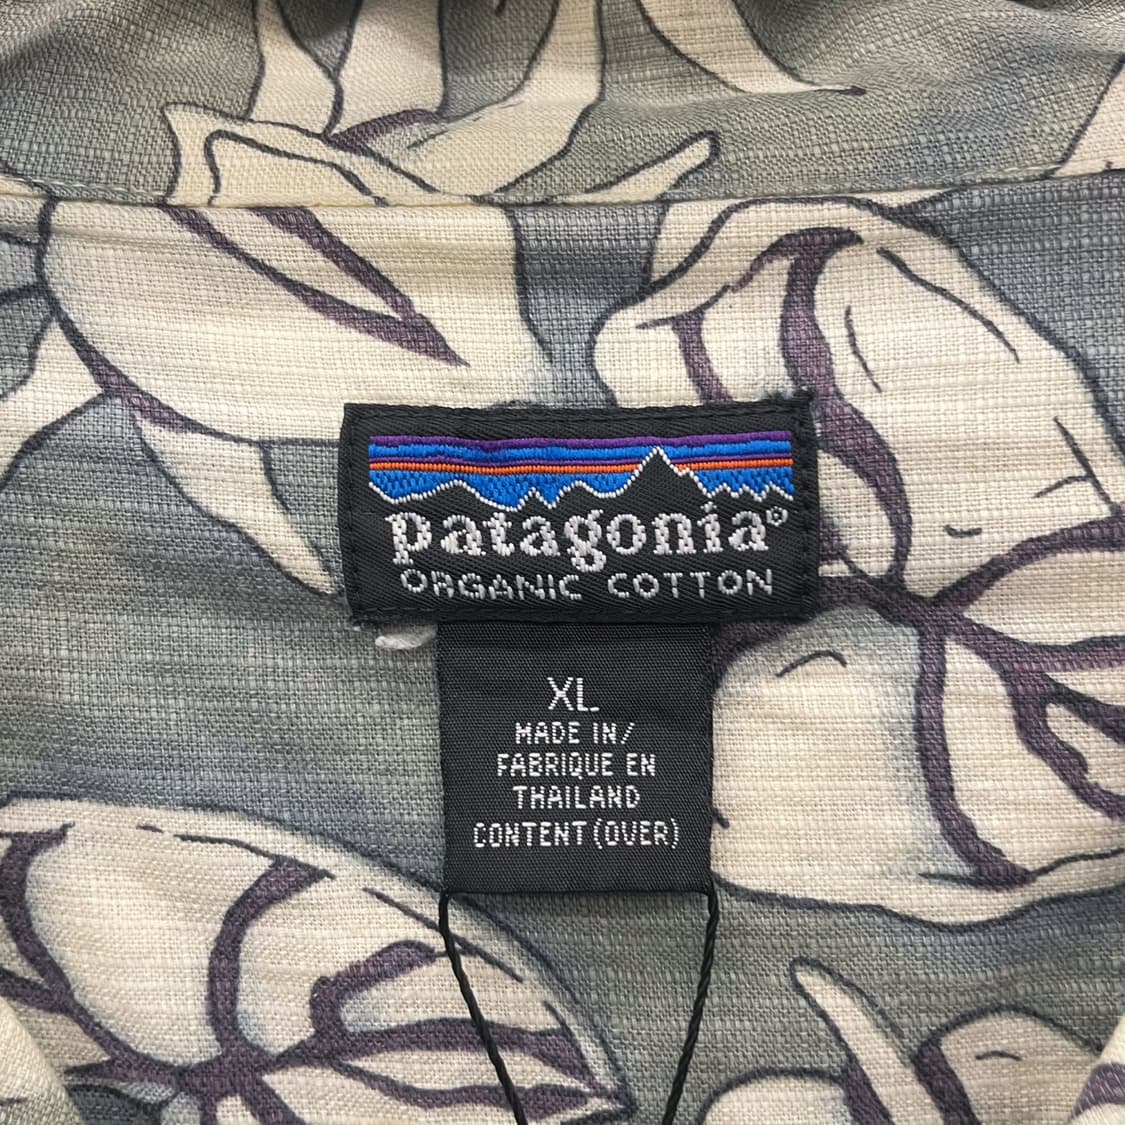 patagonia®
ORGANIC COTTON
XL
MADE IN/
FABRIQUE EN
THAILAND
CONTENT (OVER)